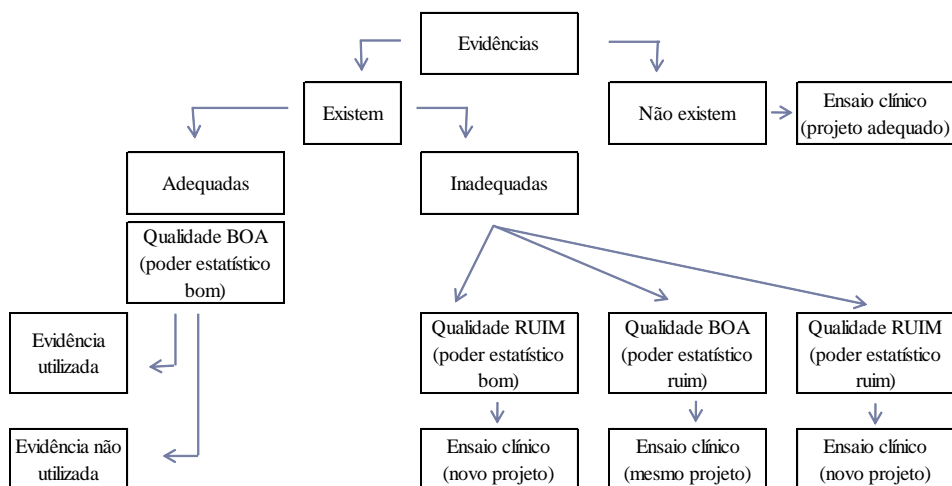 Evidências
Existem
Não existem
Ensaio clínico
(projeto adequado)
Adequadas
Inadequadas
Qualidade BOA
(poder estatístico
bom)
Evidência
utilizada
Evidência não
utilizada
Qualidade RUIM
(poder estatístico
bom)
Qualidade BOA
(poder estatístico
ruim)
Qualidade RUIM
(poder estatístico
ruim)
Ensaio clínico
(novo projeto)
Ensaio clínico
(mesmo projeto)
Ensaio clínico
(novo projeto)